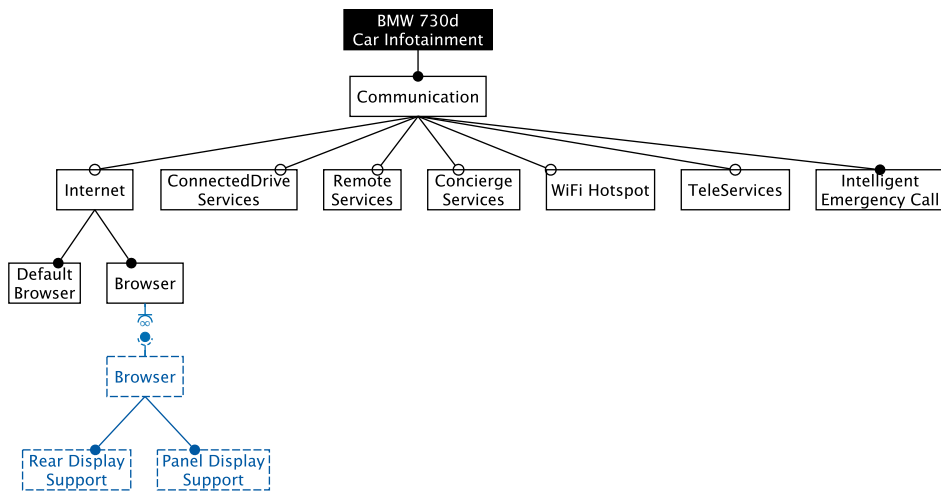 BMW 730d
Car Infotainment
Communication
Internet
ConnectedDrive
Services
Remote
Services
Concierge
Services
WiFi Hotspot
TeleServices
Intelligent
Emergency Call
Default
Browser
Browser
∞
Browser
Rear Display
Support
Panel Display
Support